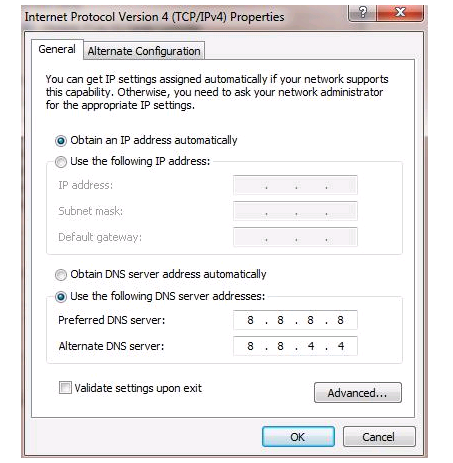 Internet Protocol Version 4 (TCP/IPv4) Properties
General
Alternate Configuration
You can get IP settings assigned automatically if your network supports
this capability. Otherwise, you need to ask your network administrator
for the appropriate IP settings.
Obtain an IP address automatically
Use the following IP address:
IP address: . . .
Subnet mask: . . .
Default gateway: . . .
Obtain DNS server address automatically
Use the following DNS server addresses:
Preferred DNS server: 8 . 8 . 8 . 8
Alternate DNS server: 8 . 8 . 4 . 4
Validate settings upon exit
Advanced...
OK Cancel